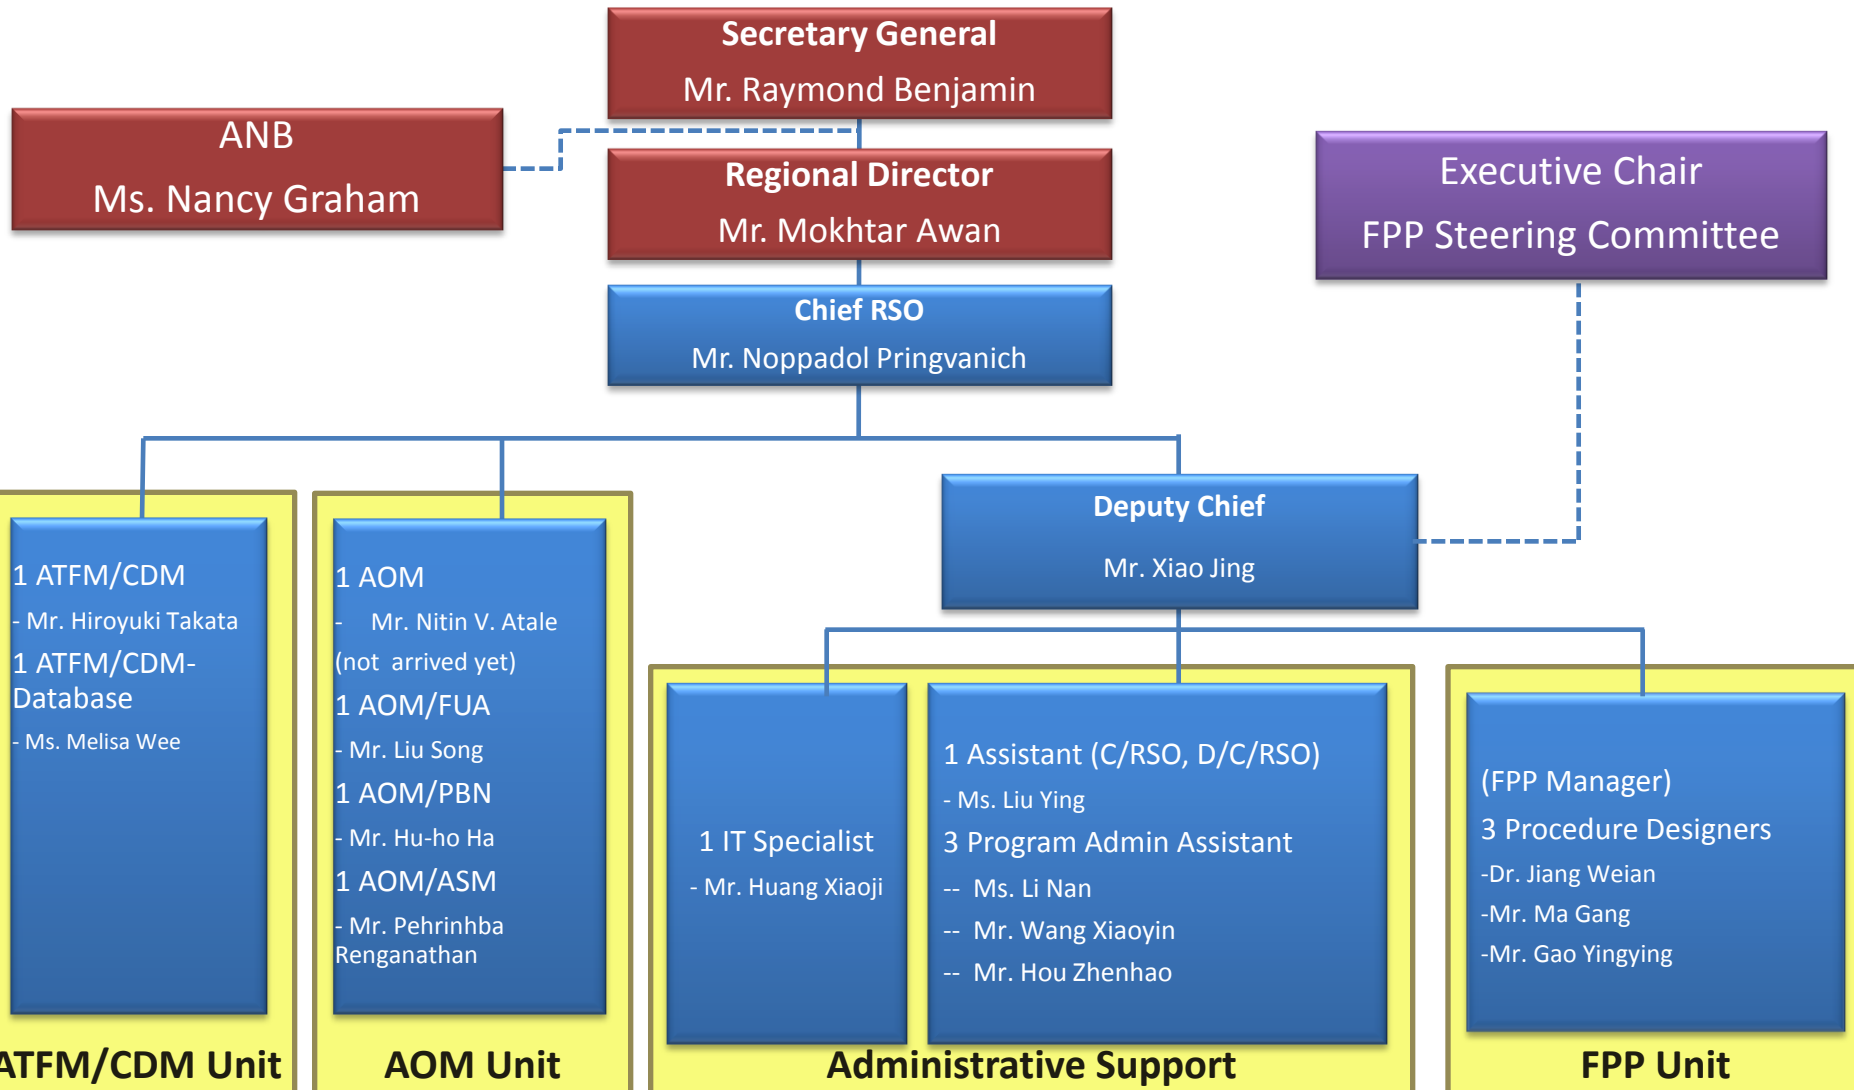 Secretary General
Mr. Raymond Benjamin
ANB
Ms. Nancy Graham
Regional Director
Mr. Mokhtar Awan
Executive Chair
FPP Steering Committee
Chief RSO
Mr. Noppadol Pringvanich
Deputy Chief
Mr. Xiao Jing
1 ATFM/CDM
- Mr. Hiroyuki Takata
1 ATFM/CDM-
Database
- Ms. Melisa Wee
ATFM/CDM Unit
1 AOM
- Mr. Nitin V. Atale
(not arrived yet)
1 AOM/FUA
- Mr. Liu Song
1 AOM/PBN
- Mr. Hu-ho Ha
1 AOM/ASM
- Mr. Pehrinhba
Renganathan
AOM Unit
1 IT Specialist
- Mr. Huang Xiaoji
1 Assistant (C/RSO, D/C/RSO)
- Ms. Liu Ying
3 Program Admin Assistant
-- Ms. Li Nan
-- Mr. Wang Xiaoyin
-- Mr. Hou Zhenhao
Administrative Support
(FPP Manager)
3 Procedure Designers
-Dr. Jiang Weian
-Mr. Ma Gang
-Mr. Gao Yingying
FPP Unit